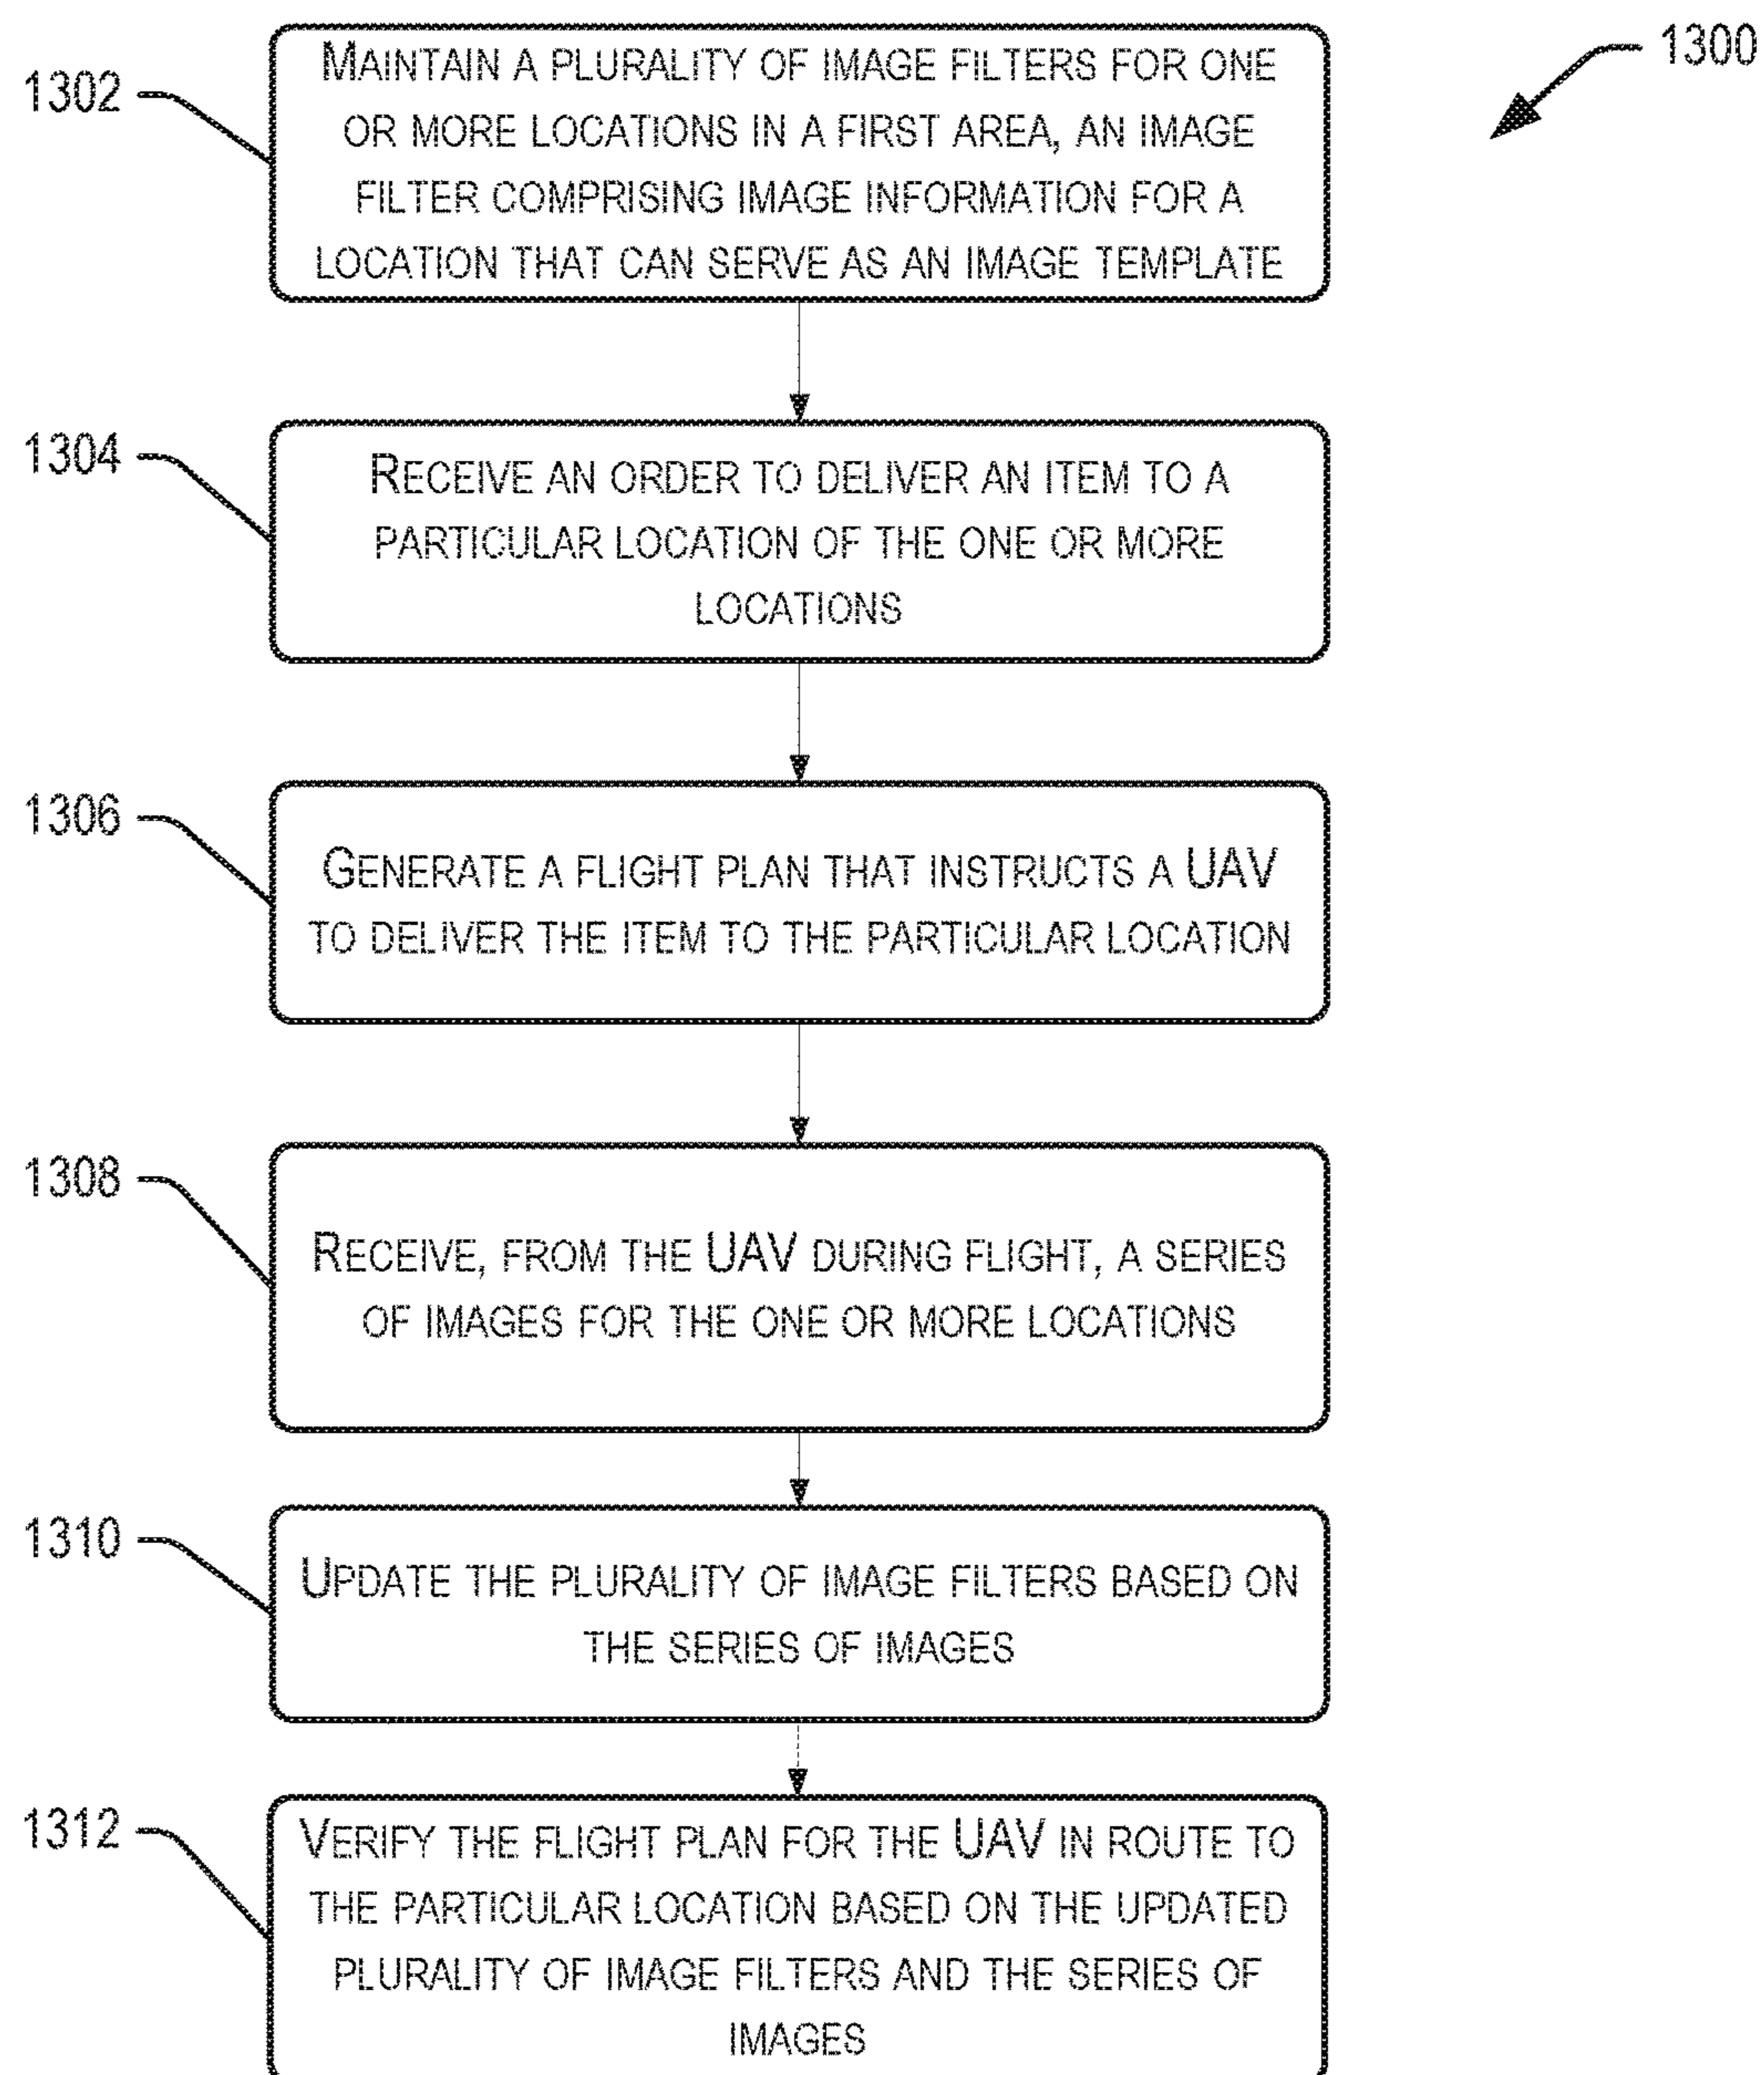 1300
1302
MAINTAIN A PLURALITY OF IMAGE FILTERS FOR ONE
OR MORE LOCATIONS IN A FIRST AREA, AN IMAGE
FILTER COMPRISING IMAGE INFORMATION FOR A
LOCATION THAT CAN SERVE AS AN IMAGE TEMPLATE
1304
RECEIVE AN ORDER TO DELIVER AN ITEM TO A
PARTICULAR LOCATION OF THE ONE OR MORE
LOCATIONS
1306
GENERATE A FLIGHT PLAN THAT INSTRUCTS A UAV
TO DELIVER THE ITEM TO THE PARTICULAR LOCATION
1308
RECEIVE, FROM THE UAV DURING FLIGHT, A SERIES
OF IMAGES FOR THE ONE OR MORE LOCATIONS
1310
UPDATE THE PLURALITY OF IMAGE FILTERS BASED ON
THE SERIES OF IMAGES
1312
VERIFY THE FLIGHT PLAN FOR THE UAV IN ROUTE TO
THE PARTICULAR LOCATION BASED ON THE UPDATED
PLURALITY OF IMAGE FILTERS AND THE SERIES OF
IMAGES